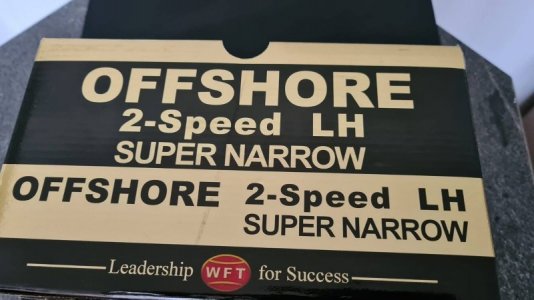 OFFSHORE
2-Speed LH
SUPER NARROW
OFFSHORE 2-Speed LH
SUPER NARROW
Leadership WFT for Success